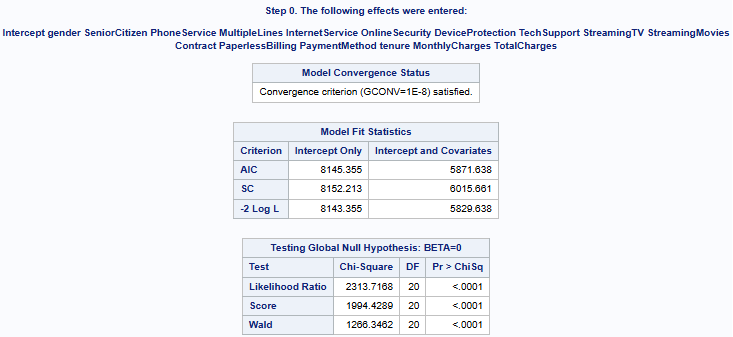 Step 0. The following effects were entered:
Intercept gender SeniorCitizen PhoneService MultipleLines InternetService OnlineSecurity DeviceProtection TechSupport StreamingTV StreamingMovies
Contract PaperlessBilling PaymentMethod tenure MonthlyCharges TotalCharges
Model Convergence Status
Convergence criterion (GCONV=1E-8) satisfied.
Model Fit Statistics
Criterion Intercept Only Intercept and Covariates
AIC 8145.355 5871.638
SC 8152.213 6015.661
-2 Log L 8143.355 5829.638
Testing Global Null Hypothesis: BETA=0
Test Chi-Square DF Pr > ChiSq
Likelihood Ratio 2313.7168 20 <.0001
Score 1994.4289 20 <.0001
Wald 1266.3462 20 <.0001